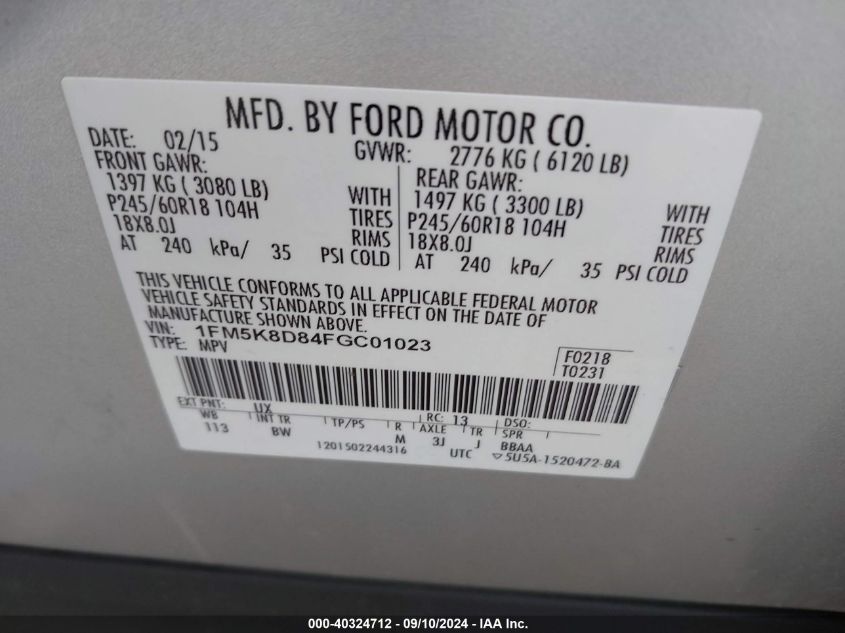 MFD. BY FORD MOTOR CO.
DATE: 02/15 GVWR: 2776 KG ( 6120 LB)
FRONT GAWR: REAR GAWR:
1397 KG ( 3080 LB) WITH 1497 KG ( 3300 LB) WITH
P245/60R18 104H TIRES P245/60R18 104H TIRES
18X8.0J RIMS 18X8.0J RIMS
AT 240 kPa/ 35 PSI COLD AT 240 kPa/ 35 PSI COLD
THIS VEHICLE CONFORMS TO ALL APPLICABLE FEDERAL MOTOR
VEHICLE SAFETY STANDARDS IN EFFECT ON THE DATE OF
MANUFACTURE SHOWN ABOVE.
VIN: 1FM5K8D84FGC01023
TYPE: MPV
F0218
T0231
EXT PNT: UX RC: 13 DSO:
WB INT TR TP/PS R AXLE TR SPR
113 BW M 3J J BBAA
1201502244316 UTC ▽5U5A-1520472-BA
000-40324712 - 09/10/2024 - IAA Inc.